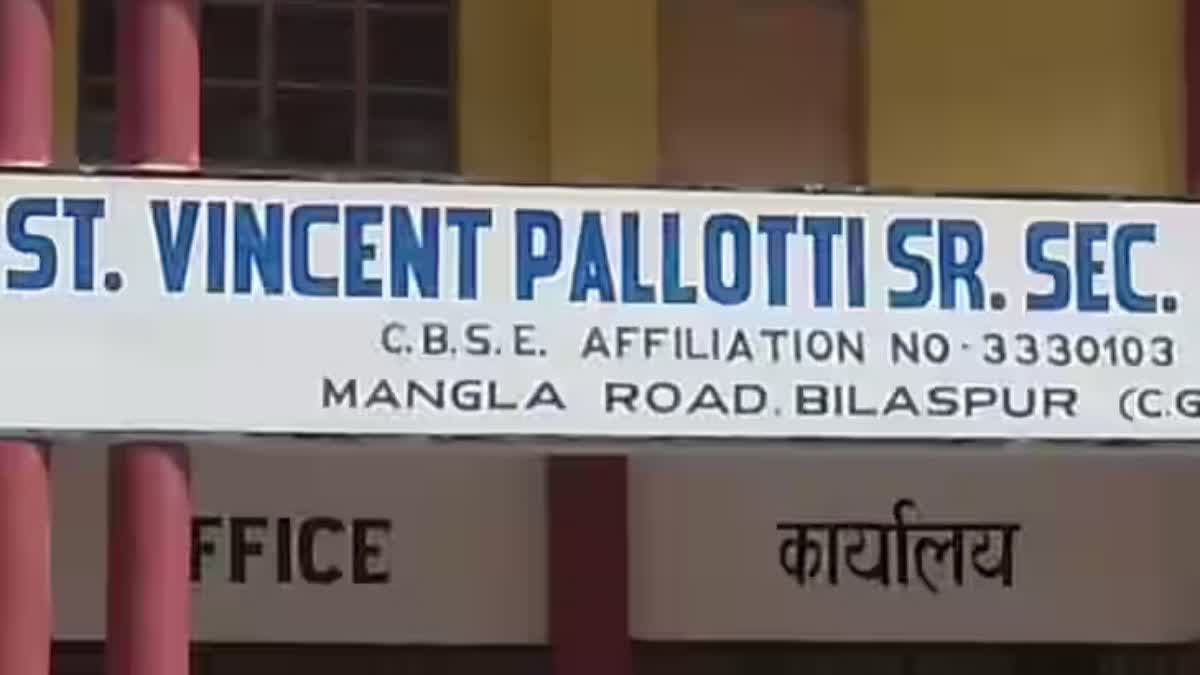 ST. VINCENT PALLOTTI SR. SEC.
C.B.S.E. AFFILIATION NO-3330103
MANGLA ROAD, BILASPUR (C.G
FFICE
कार्यालय